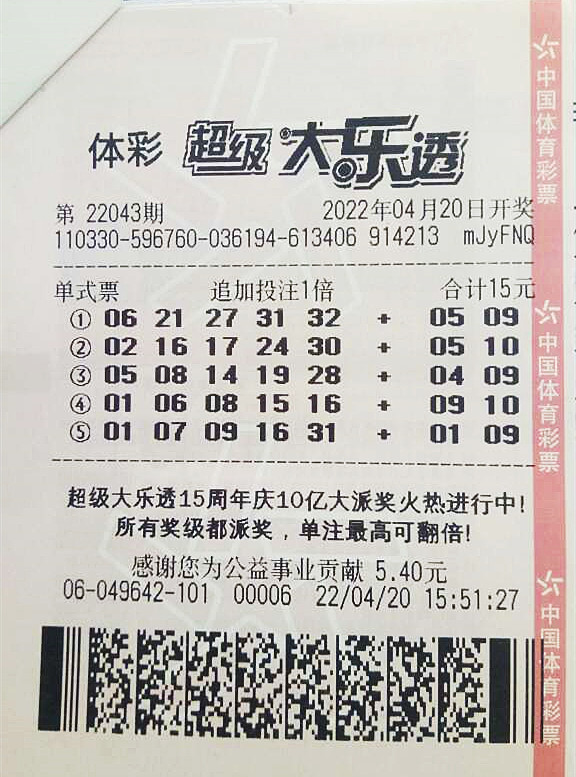 体彩 超级大乐透
第 22043期 2022年04月20日开奖
110330-596760-036194-613406 914213 mJyFNQ
单式票 追加投注1倍 合计15元
① 06 21 27 31 32 + 05 09
② 02 16 17 24 30 + 05 10
③ 05 08 14 19 28 + 04 09
④ 01 06 08 15 16 + 09 10
⑤ 01 07 09 16 31 + 01 09
超级大乐透15周年庆10亿大派奖火热进行中!
所有奖级都派奖，单注最高可翻倍!
感谢您为公益事业贡献 5.40元
06-049642-101 00006 22/04/20 15:51:27
中国体育彩票
中国体育彩票
中国体育彩票